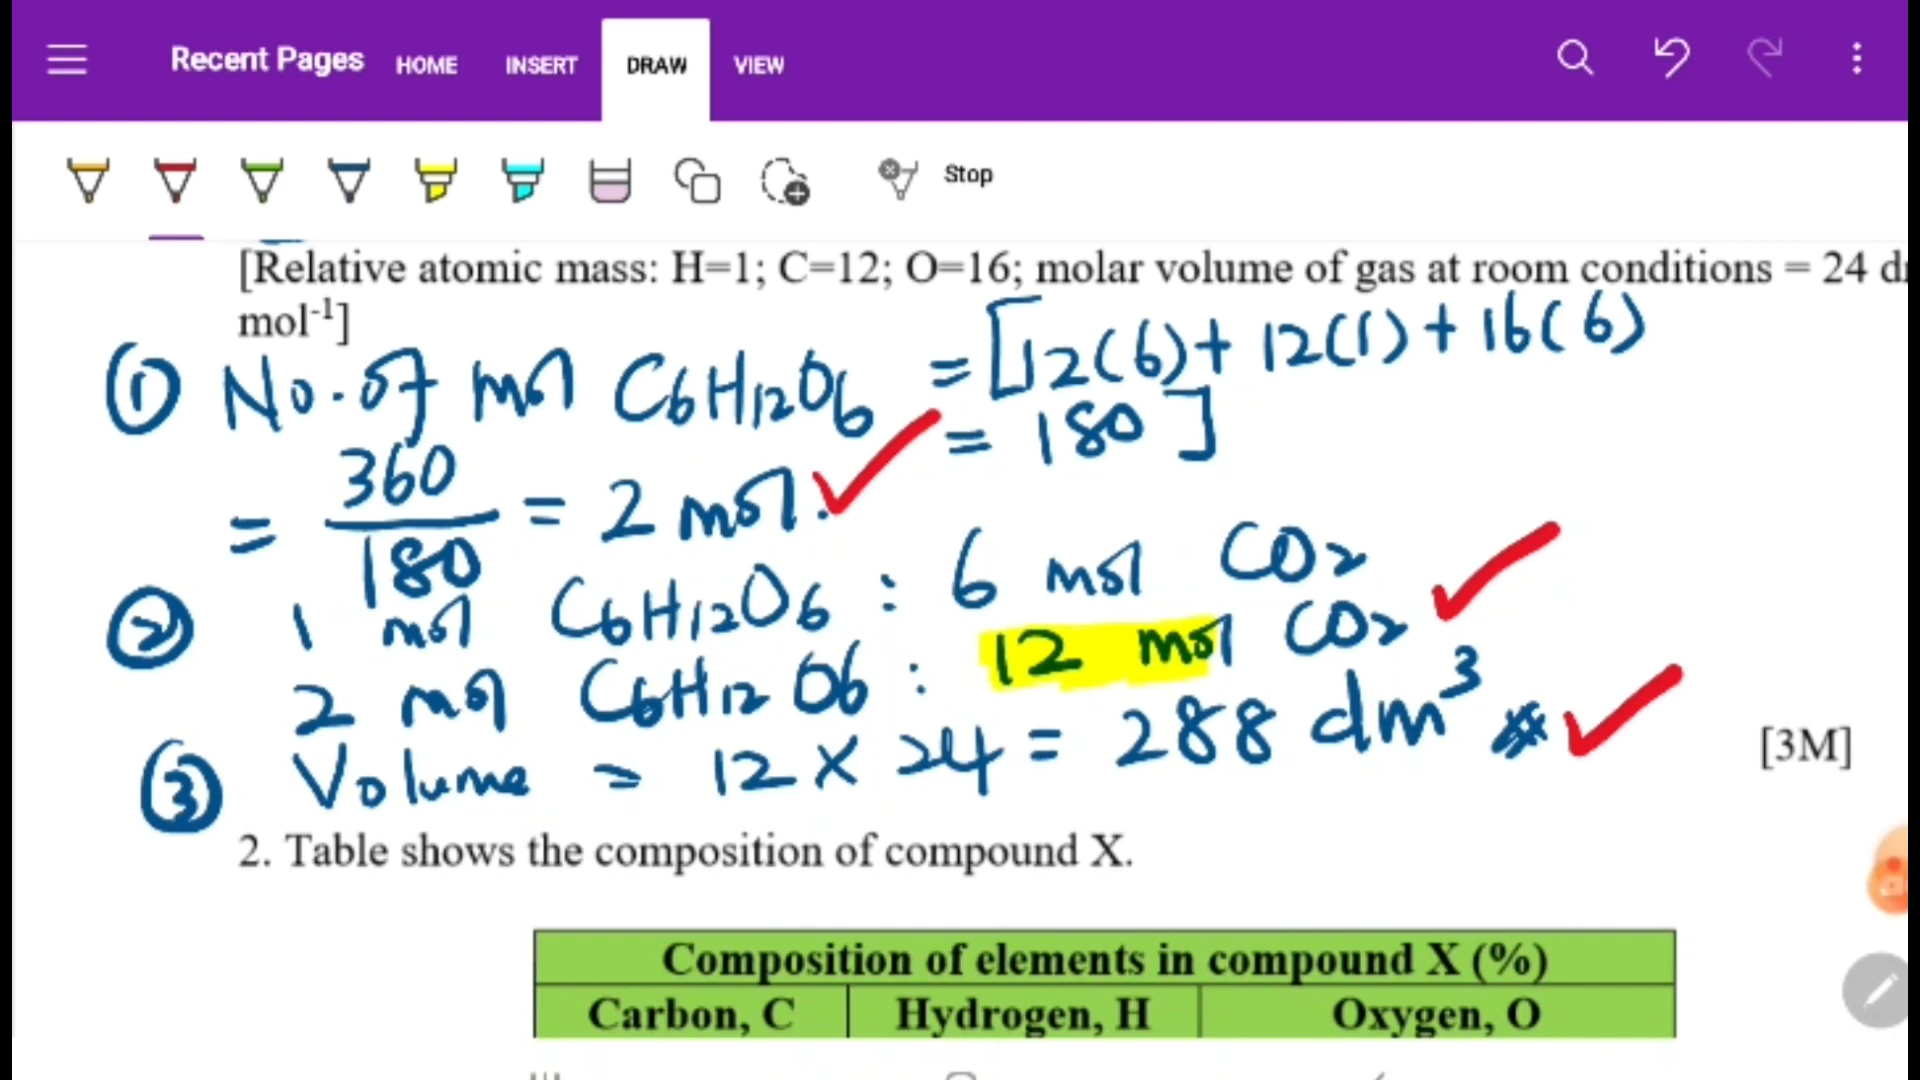 Recent Pages HOME INSERT DRAW VIEW
Stop
[Relative atomic mass: H=1; C=12; O=16; molar volume of gas at room conditions = 24
mol⁻¹]
① No. of mol C6H12O6 = [12(6) + 12(1) + 16(6)
= 180]
= 360/180 = 2 mol.
② 1 mol C6H12O6 : 6 mol CO2
2 mol C6H12O6 : 12 mol CO2
③ Volume = 12 × 24 = 288 dm³
[3M]
2. Table shows the composition of compound X.
Composition of elements in compound X (%)
Carbon, C Hydrogen, H Oxygen, O